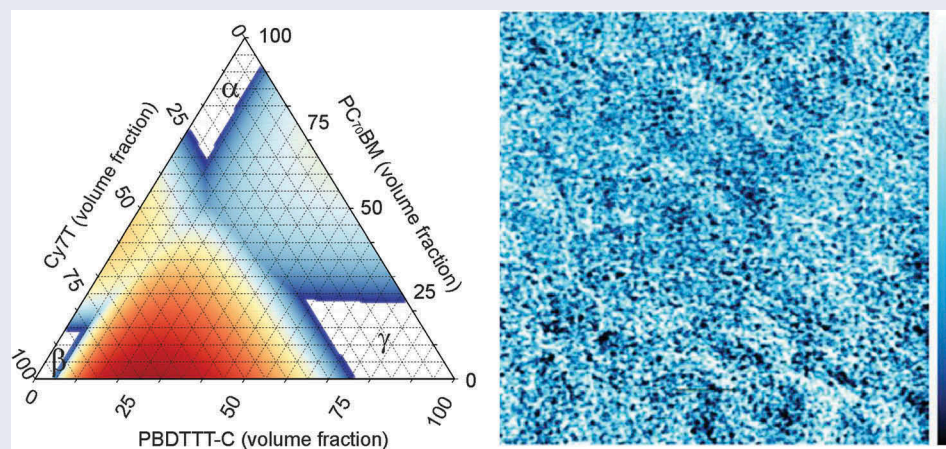 0
100
α
25
75
PC₇₀BM (volume fraction)
Cy7T (volume fraction)
50
50
75
25
γ
β
100
0
0
25
50
75
100
PBDTTT-C (volume fraction)